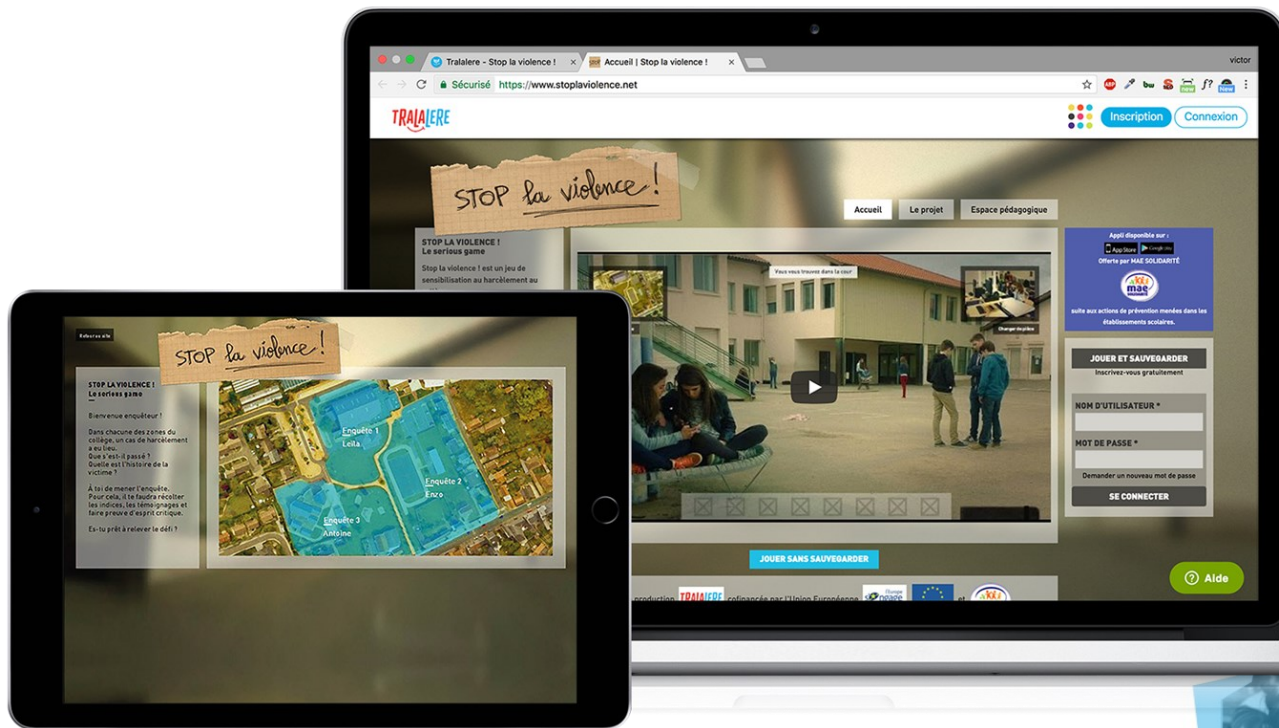 Tralalere - Stop la violence !
Accueil | Stop la violence !
victor
Sécurisé https://www.stoplaviolence.net
TRALALERE
Inscription
Connexion
STOP la violence !
Accueil
Le projet
Espace pédagogique
STOP LA VIOLENCE !
Le serious game
Stop la violence ! est un jeu de
sensibilisation au harcèlement au
Vous vous trouvez dans la cour
Changer de pièce
Appli disponible sur :
App Store
Google play
Offerte par MAE SOLIDARITÉ
mae
suite aux actions de prévention menées dans les
établissements scolaires.
JOUER ET SAUVEGARDER
Inscrivez-vous gratuitement
NOM D'UTILISATEUR *
MOT DE PASSE *
Demander un nouveau mot de passe
SE CONNECTER
JOUER SANS SAUVEGARDER
production TRALALERE cofinancée par l'Union Européenne et
Aide
Retour au site
STOP la violence !
STOP LA VIOLENCE !
Le serious game
Bienvenue enquêteur !
Dans chacune des zones du
collège, un cas de harcèlement
a eu lieu.
Que s'est-il passé ?
Quelle est l'histoire de la
victime ?
À toi de mener l'enquête.
Pour cela, il te faudra récolter
les indices, les témoignages et
faire preuve d'esprit critique.
Es-tu prêt à relever le défi ?
Enquête 1
Leïla
Enquête 2
Enzo
Enquête 3
Antoine